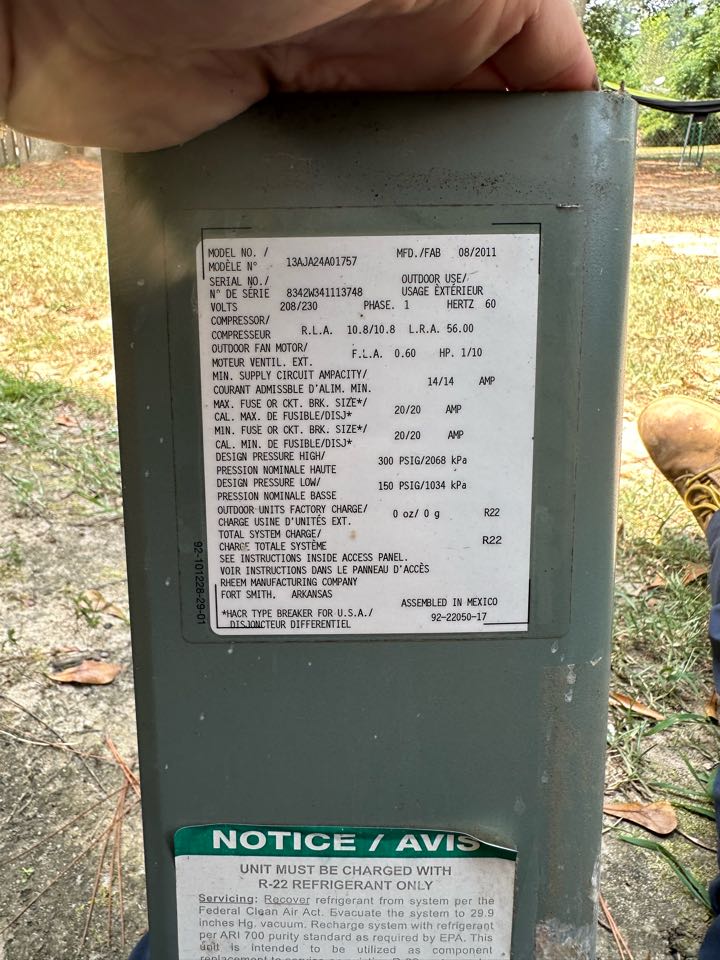 MODEL NO. / MFD./FAB 08/2011
MODÈLE N° 13AJA24A01757
SERIAL NO./ OUTDOOR USE/
N° DE SÉRIE 8342W341113748 USAGE EXTÉRIEUR
VOLTS 208/230 PHASE. 1 HERTZ 60
COMPRESSOR/
COMPRESSEUR R.L.A. 10.8/10.8 L.R.A. 56.00
OUTDOOR FAN MOTOR/
MOTEUR VENTIL. EXT. F.L.A. 0.60 HP. 1/10
MIN. SUPPLY CIRCUIT AMPACITY/
COURANT ADMISSBLE D'ALIM. MIN. 14/14 AMP
MAX. FUSE OR CKT. BRK. SIZE*/
CAL. MAX. DE FUSIBLE/DISJ* 20/20 AMP
MIN. FUSE OR CKT. BRK. SIZE*/
CAL. MIN. DE FUSIBLE/DISJ* 20/20 AMP
DESIGN PRESSURE HIGH/
PRESSION NOMINALE HAUTE 300 PSIG/2068 kPa
DESIGN PRESSURE LOW/
PRESSION NOMINALE BASSE 150 PSIG/1034 kPa
OUTDOOR UNITS FACTORY CHARGE/
CHARGE USINE D'UNITÉS EXT. 0 oz/ 0 g R22
TOTAL SYSTEM CHARGE/
CHARGE TOTALE SYSTÈME R22
SEE INSTRUCTIONS INSIDE ACCESS PANEL.
VOIR INSTRUCTIONS DANS LE PANNEAU D'ACCÈS
RHEEM MANUFACTURING COMPANY
FORT SMITH, ARKANSAS
ASSEMBLED IN MEXICO
*HACR TYPE BREAKER FOR U.S.A./
DISJONCTEUR DIFFERENTIEL 92-22050-17
92-101228-29-01
NOTICE / AVIS
UNIT MUST BE CHARGED WITH
R-22 REFRIGERANT ONLY
Servicing: Recover refrigerant from system per the
Federal Clean Air Act. Evacuate the system to 29.9
inches Hg. vacuum. Recharge system with refrigerant
per ARI 700 purity standard as required by EPA. This
unit is intended to be utilized as component